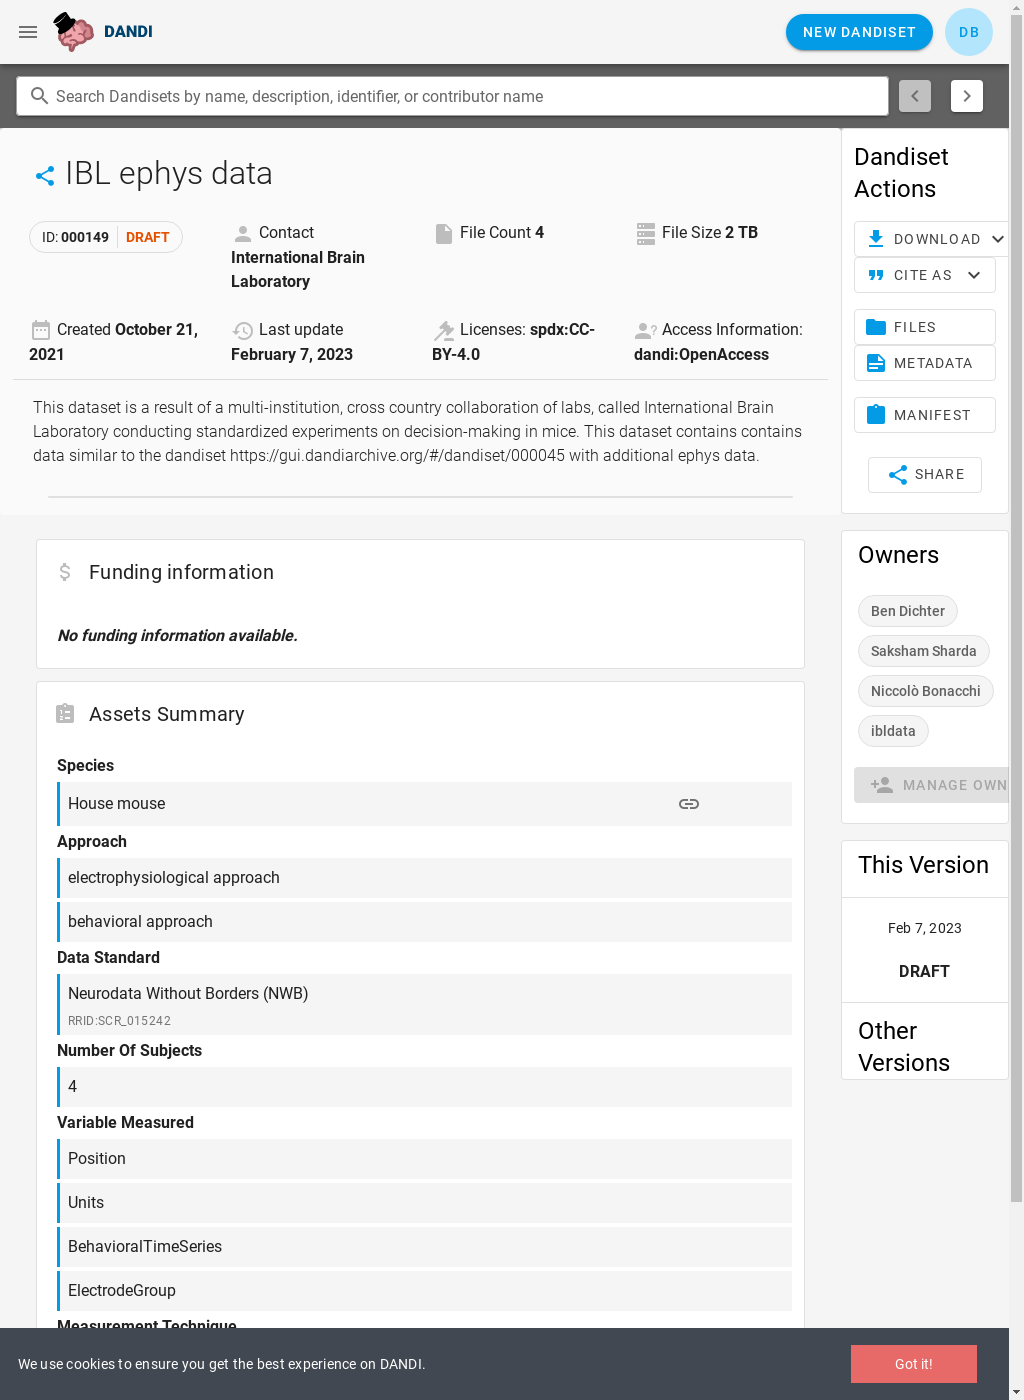 DANDI
NEW DANDISET
DB
Search Dandisets by name, description, identifier, or contributor name
IBL ephys data
ID: 000149 DRAFT
Contact
International Brain
Laboratory
File Count 4
File Size 2 TB
Created October 21,
2021
Last update
February 7, 2023
Licenses: spdx:CC-
BY-4.0
Access Information:
dandi:OpenAccess
This dataset is a result of a multi-institution, cross country collaboration of labs, called International Brain
Laboratory conducting standardized experiments on decision-making in mice. This dataset contains contains
data similar to the dandiset https://gui.dandiarchive.org/#/dandiset/000045 with additional ephys data.
Funding information
No funding information available.
Assets Summary
Species
House mouse
Approach
electrophysiological approach
behavioral approach
Data Standard
Neurodata Without Borders (NWB)
RRID:SCR_015242
Number Of Subjects
4
Variable Measured
Position
Units
BehavioralTimeSeries
ElectrodeGroup
Measurement Technique
Dandiset
Actions
DOWNLOAD
CITE AS
FILES
METADATA
MANIFEST
SHARE
Owners
Ben Dichter
Saksham Sharda
Niccolò Bonacchi
ibldata
MANAGE OWN
This Version
Feb 7, 2023
DRAFT
Other
Versions
We use cookies to ensure you get the best experience on DANDI.
Got it!